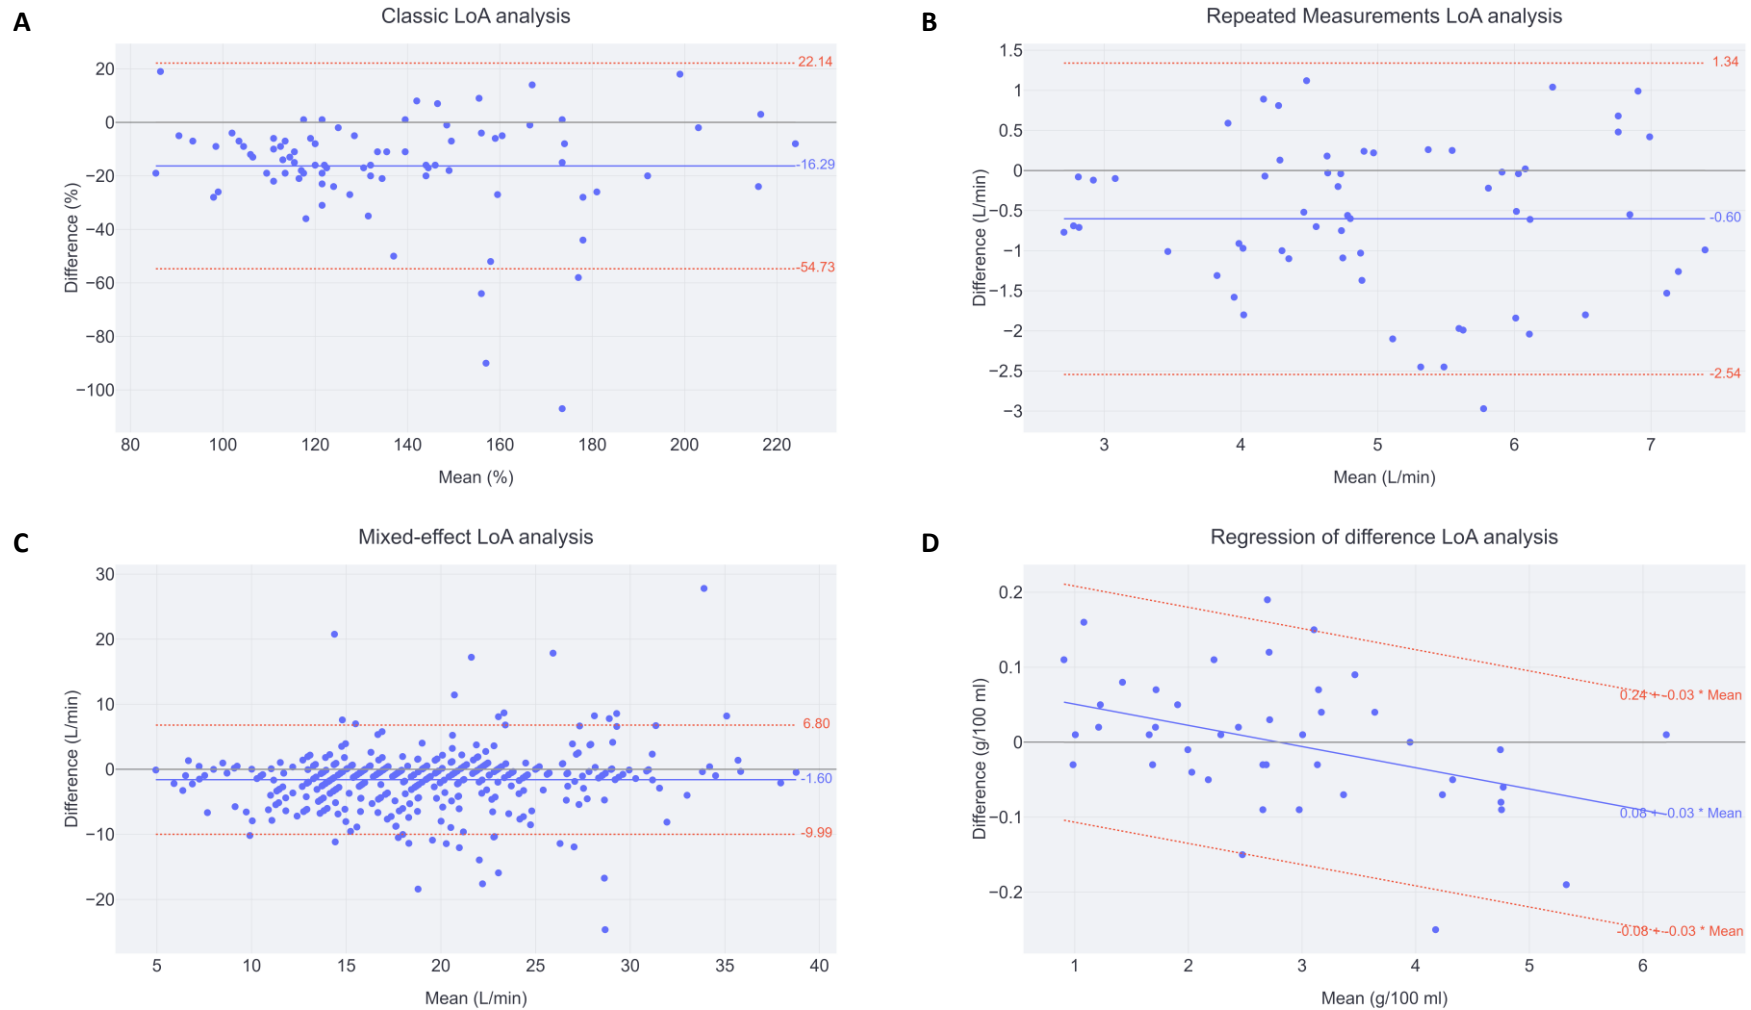 A
Classic LoA analysis
20
0
−20
−40
−60
−80
−100
Difference (%)
22.14
-16.29
-54.73
80 100 120 140 160 180 200 220
Mean (%)
B
Repeated Measurements LoA analysis
1.5
1
0.5
0
−0.5
−1
−1.5
−2
−2.5
−3
Difference (L/min)
1.34
-0.60
-2.54
3 4 5 6 7
Mean (L/min)
C
Mixed-effect LoA analysis
30
20
10
0
−10
−20
Difference (L/min)
6.80
-1.60
-9.99
5 10 15 20 25 30 35 40
Mean (L/min)
D
Regression of difference LoA analysis
0.2
0.1
0
−0.1
−0.2
Difference (g/100 ml)
0.24 + -0.03 * Mean
0.08 + -0.03 * Mean
-0.08 + -0.03 * Mean
1 2 3 4 5 6
Mean (g/100 ml)